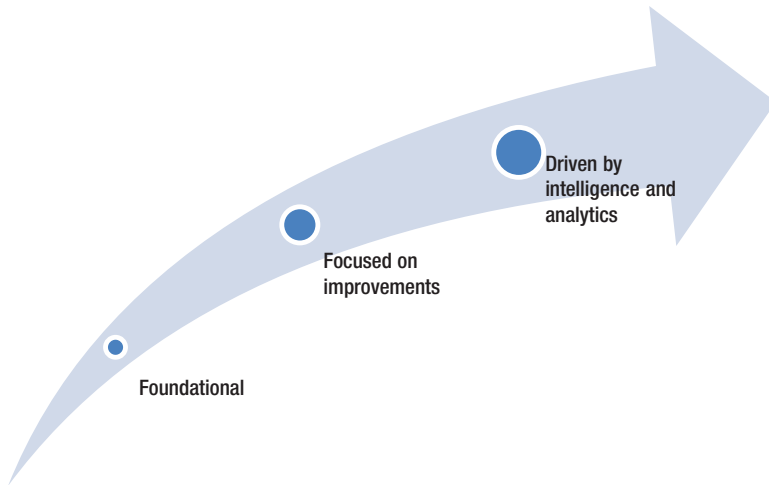 Driven by
intelligence and
analytics
Focused on
improvements
Foundational